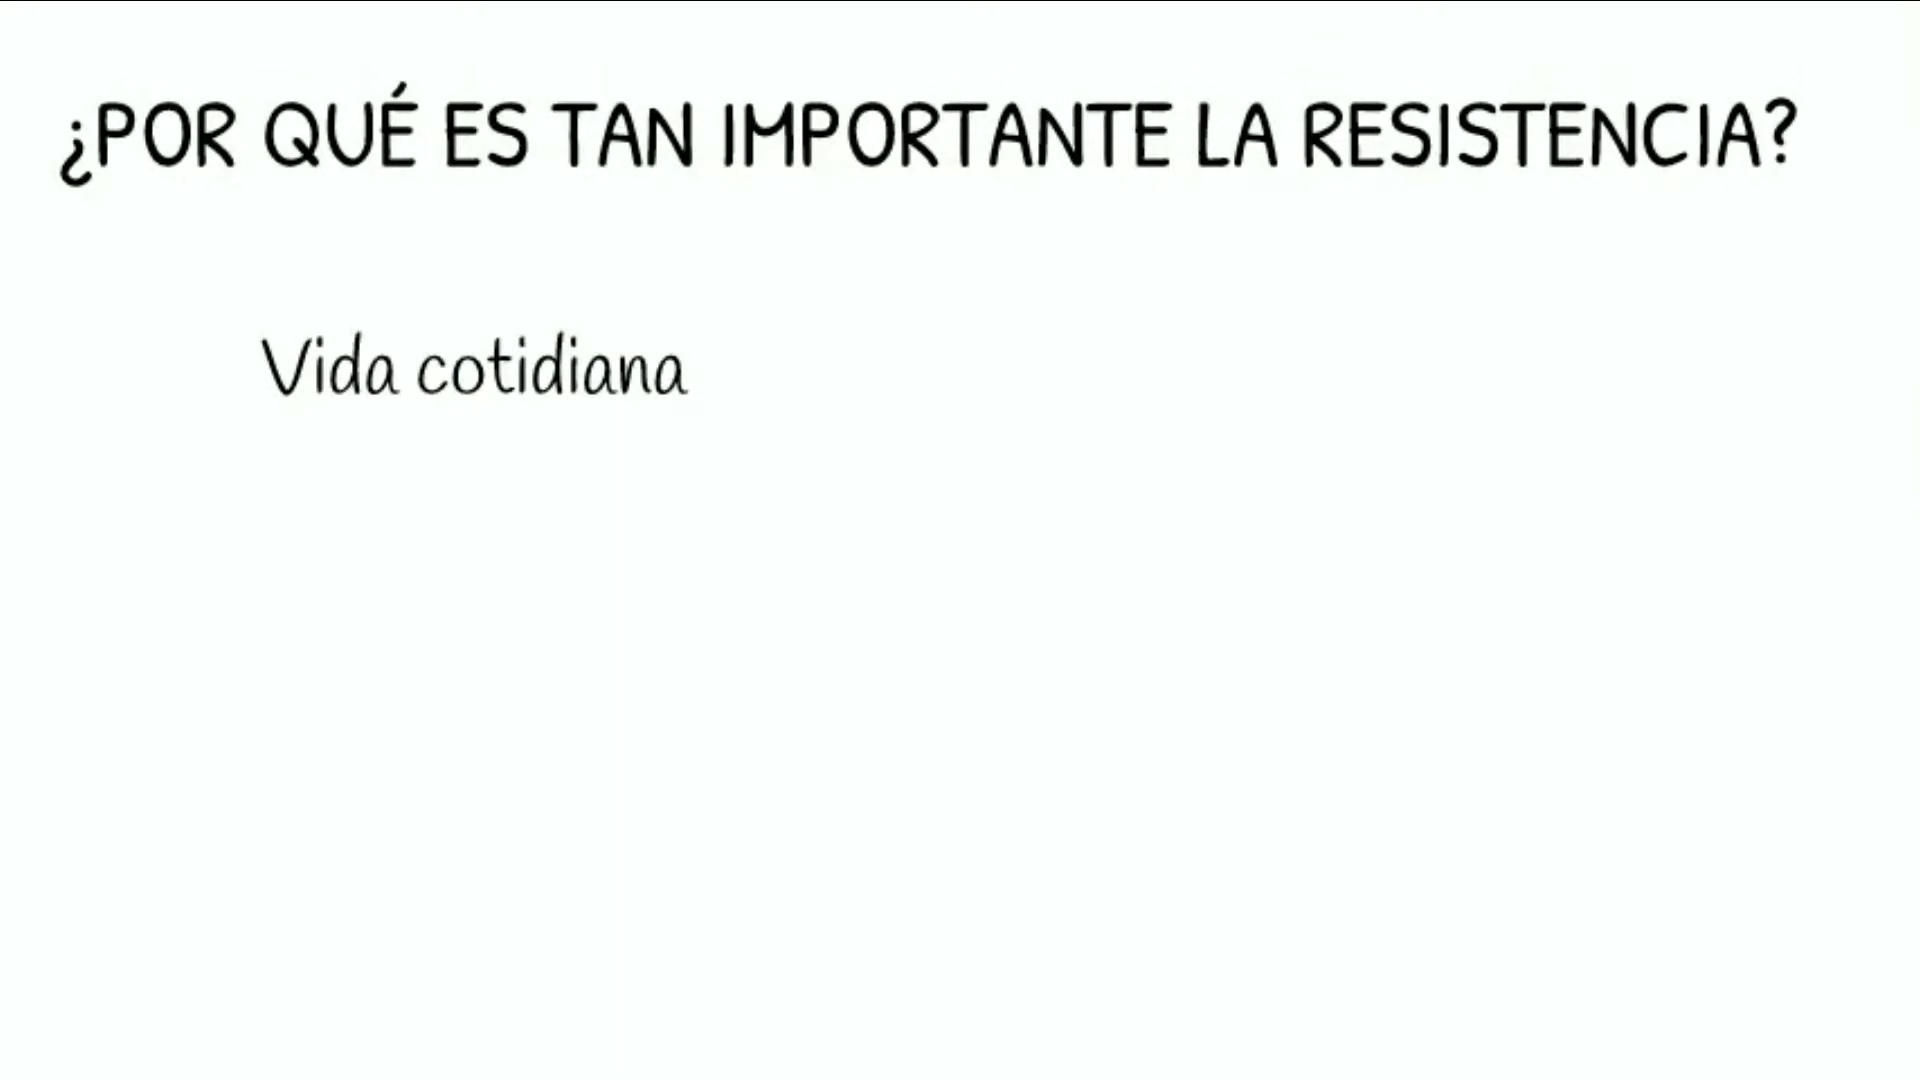 ¿POR QUÉ ES TAN IMPORTANTE LA RESISTENCIA?
Vida cotidiana